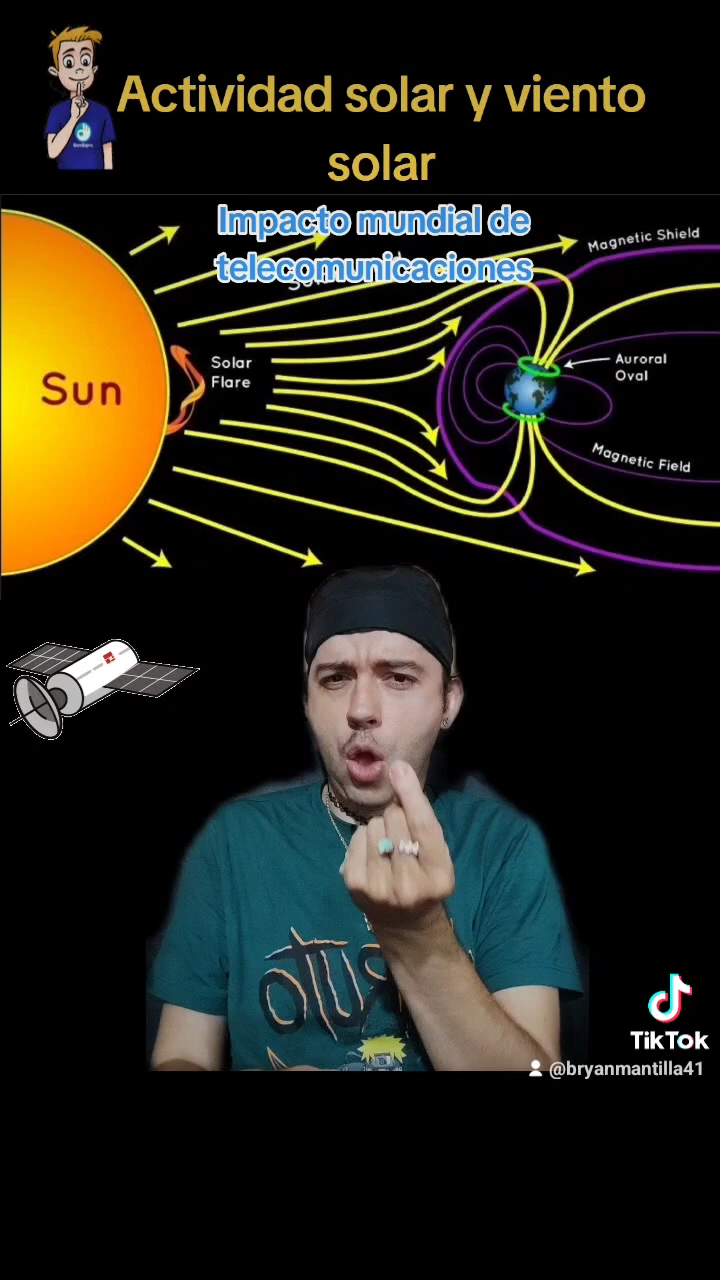 Actividad solar y viento
solar
Impacto mundial de
telecomunicaciones
Magnetic Shield
Solar
Flare
Sun
Auroral
Oval
Magnetic Field
TikTok
@bryanmantilla41